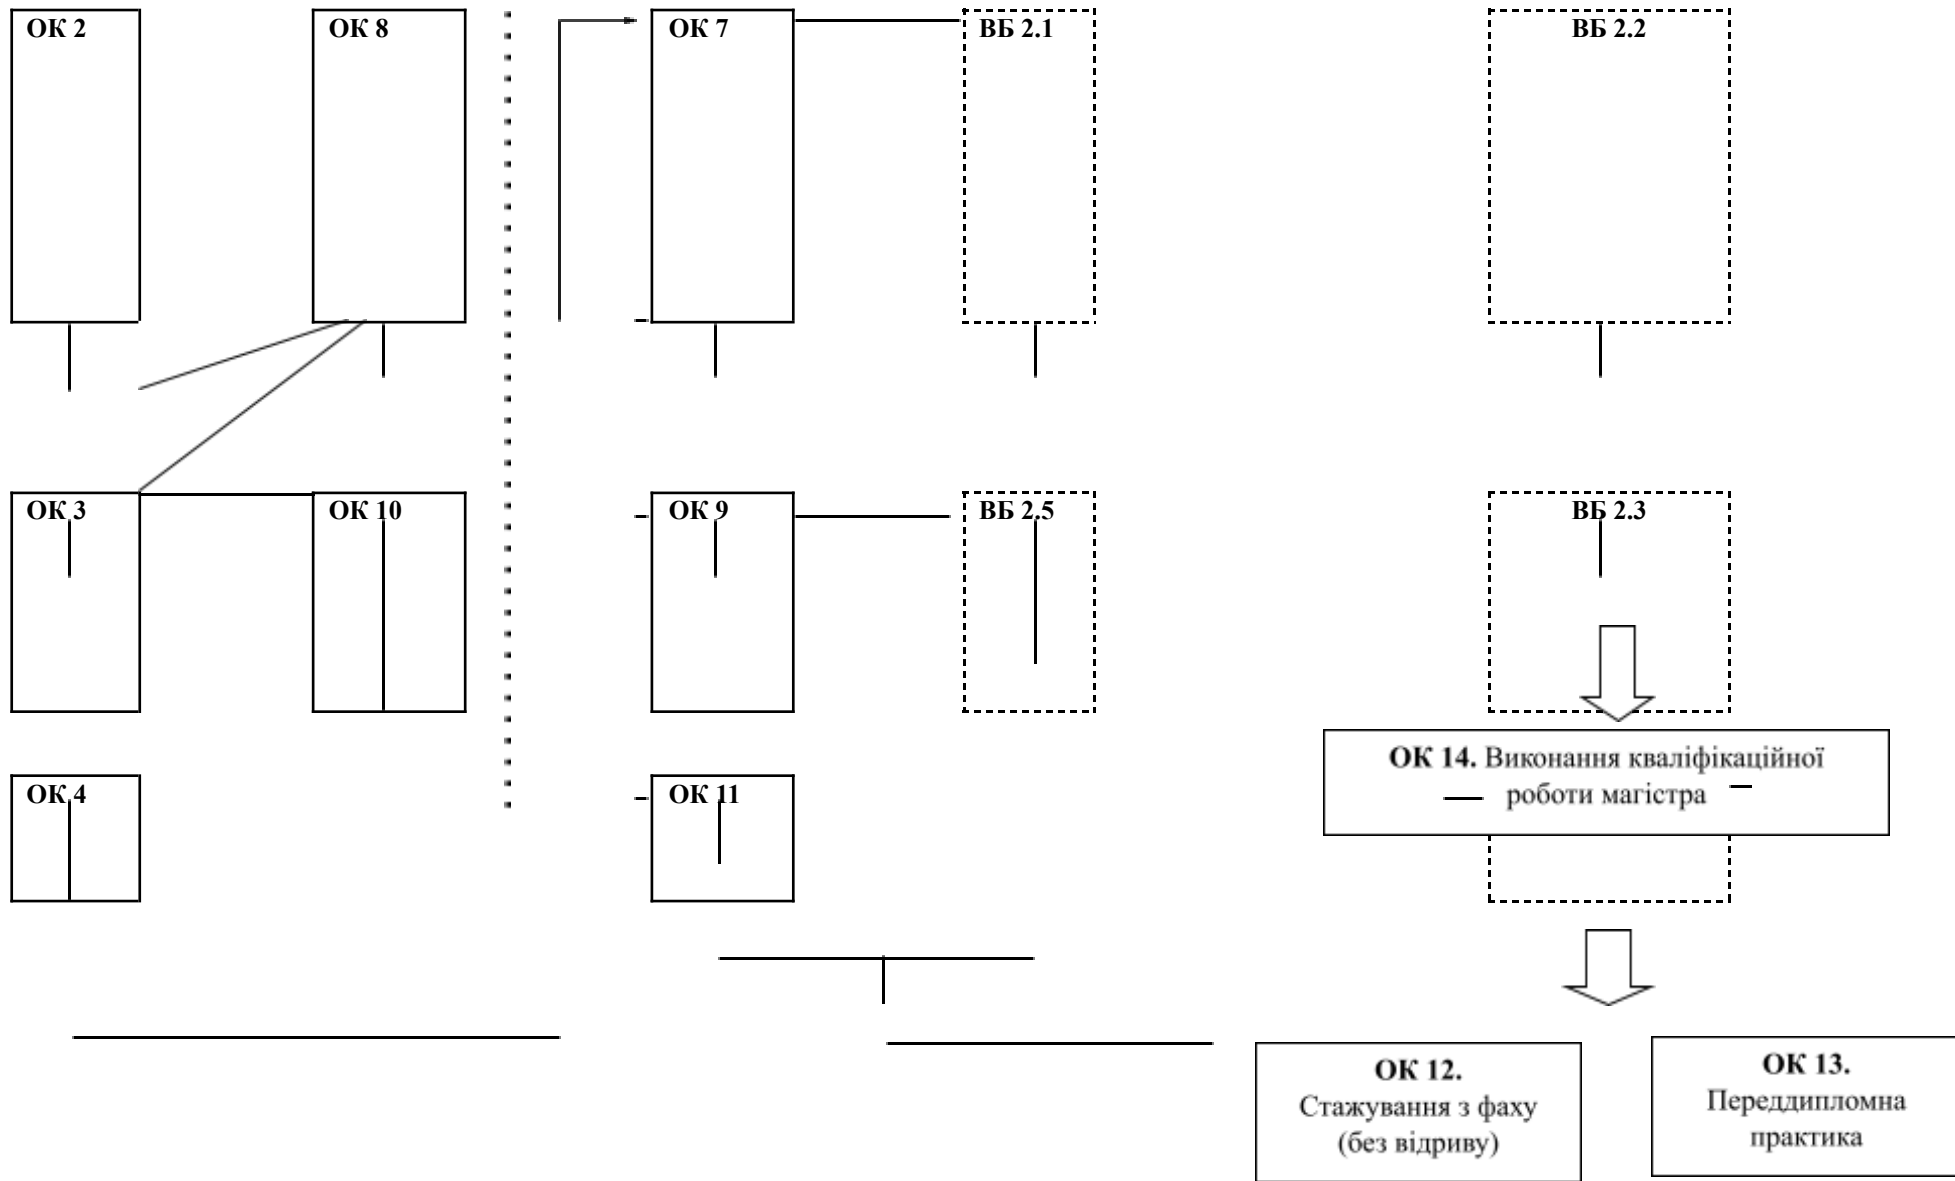 ОК 2
ОК 8
ОК 7
ВБ 2.1
ВБ 2.2
ОК 3
ОК 10
ОК 9
ВБ 2.5
ВБ 2.3
ОК 14. Виконання кваліфікаційної
роботи магістра
ОК 4
ОК 11
ОК 12.
Стажування з фаху
(без відриву)
ОК 13.
Переддипломна
практика